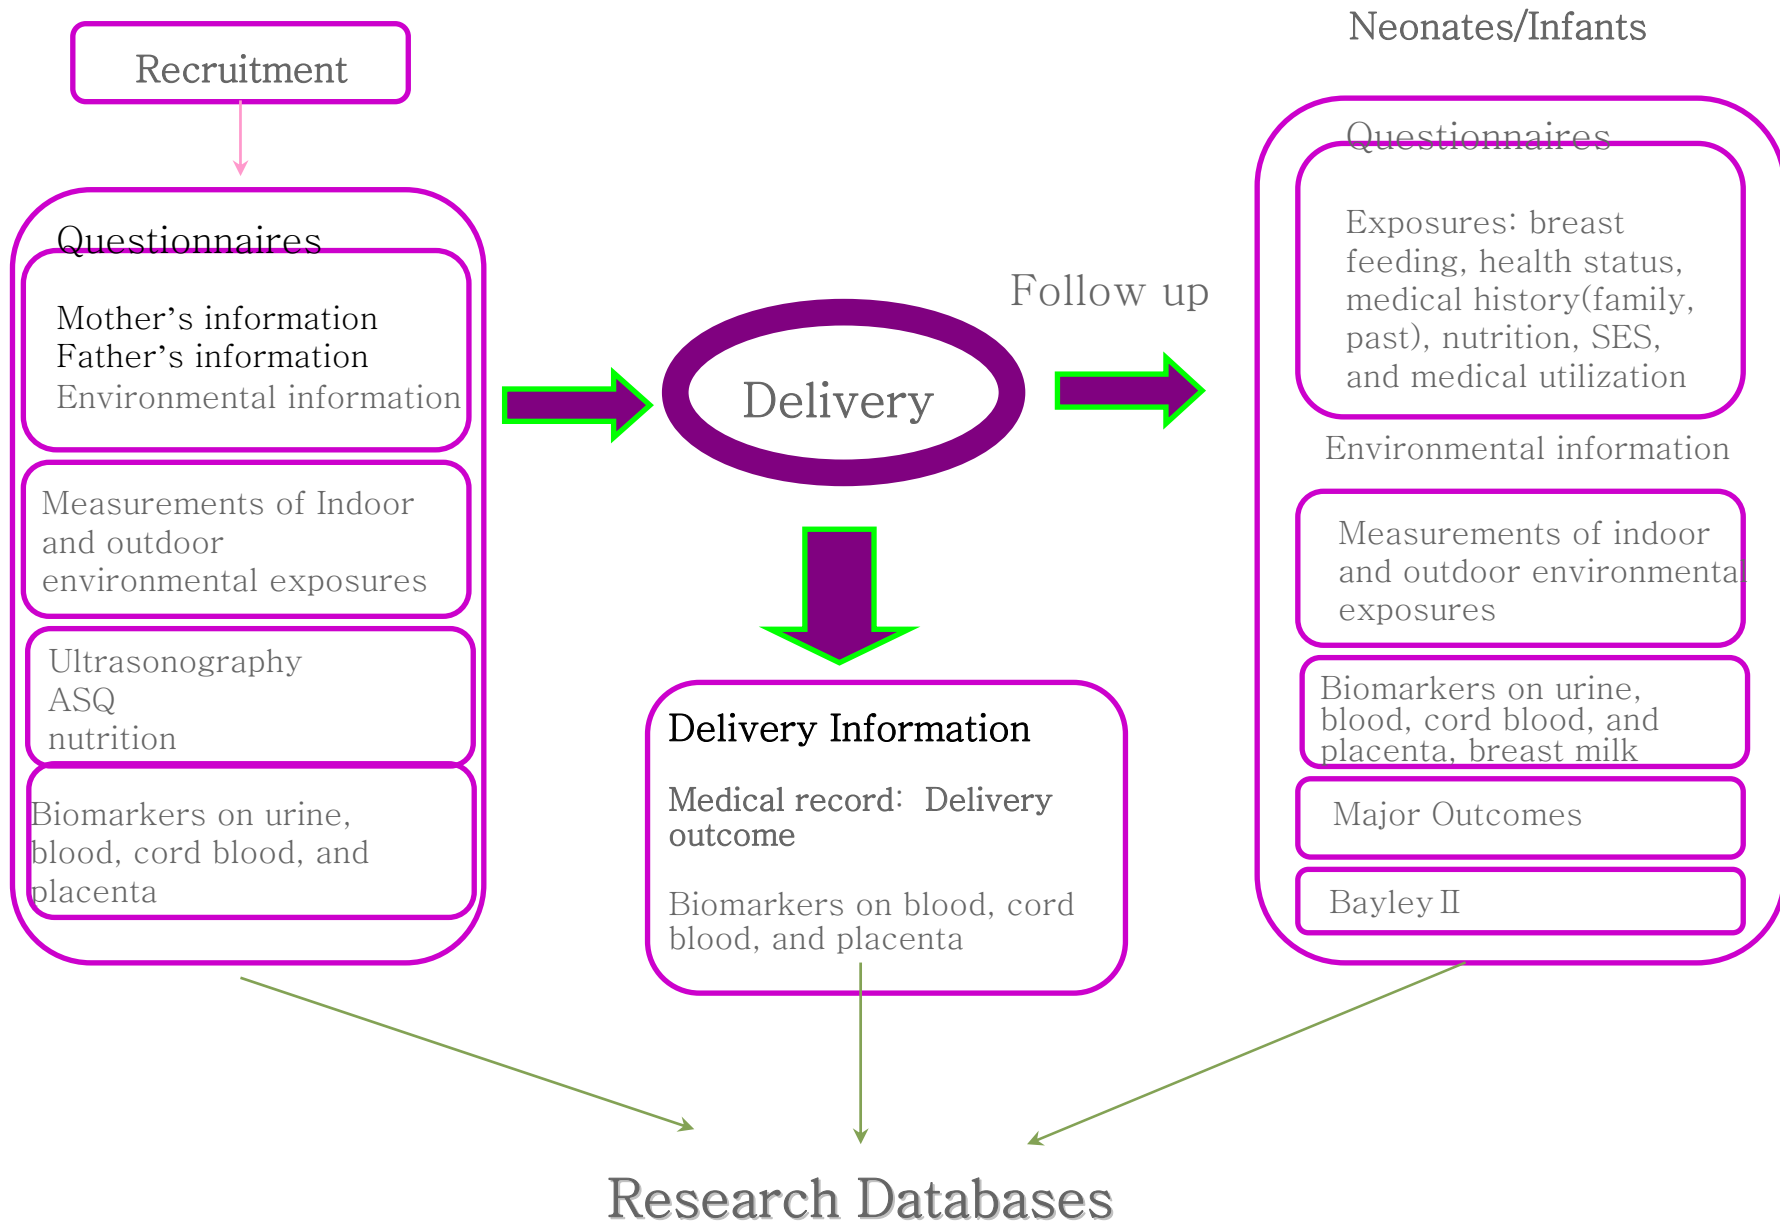 Recruitment
Questionnaires
Mother’s information
Father’s information
Environmental information
Measurements of Indoor
and outdoor
environmental exposures
Ultrasonography
ASQ
nutrition
Biomarkers on urine,
blood, cord blood, and
placenta
Delivery
Follow up
Delivery Information
Medical record:  Delivery
outcome
Biomarkers on blood, cord
blood, and placenta
Neonates/Infants
Questionnaires
Exposures: breast
feeding, health status,
medical history(family,
past), nutrition, SES,
and medical utilization
Environmental information
Measurements of indoor
and outdoor environmental
exposures
Biomarkers on urine,
blood, cord blood, and
placenta, breast milk
Major Outcomes
Bayley Ⅱ
Research Databases